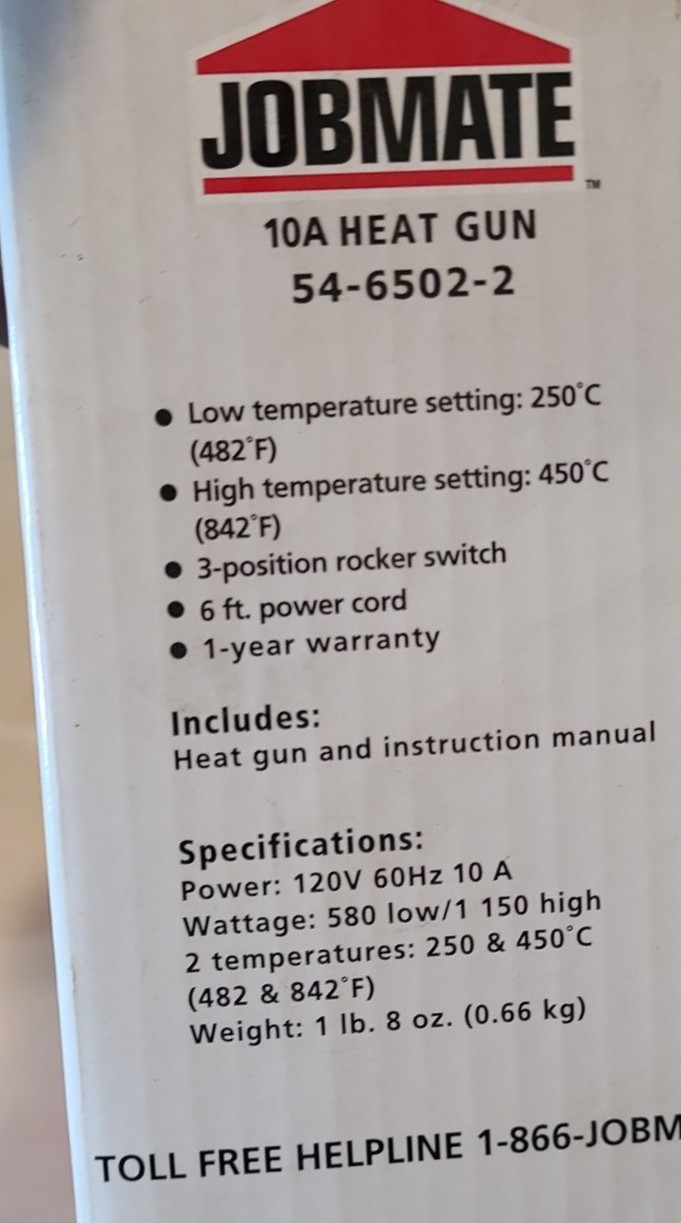 JOBMATE
TM
10A HEAT GUN
54-6502-2
● Low temperature setting: 250°C
(482°F)
● High temperature setting: 450°C
(842°F)
● 3-position rocker switch
● 6 ft. power cord
● 1-year warranty
Includes:
Heat gun and instruction manual
Specifications:
Power: 120V 60Hz 10 A
Wattage: 580 low/1 150 high
2 temperatures: 250 & 450°C
(482 & 842°F)
Weight: 1 lb. 8 oz. (0.66 kg)
TOLL FREE HELPLINE 1-866-JOBM